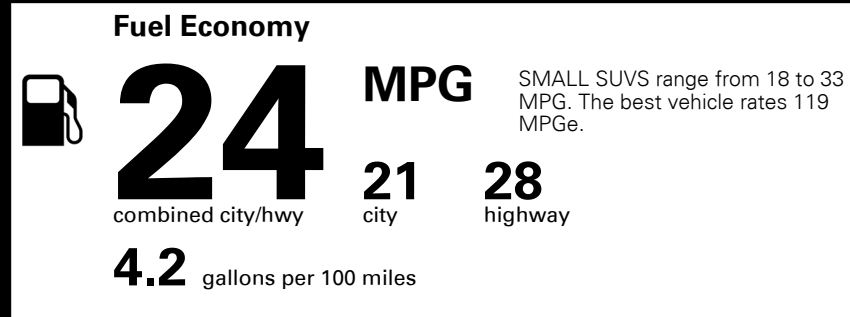 Fuel Economy
24 MPG
SMALL SUVS range from 18 to 33
MPG. The best vehicle rates 119
MPGe.
21 28
combined city/hwy city highway
4.2 gallons per 100 miles